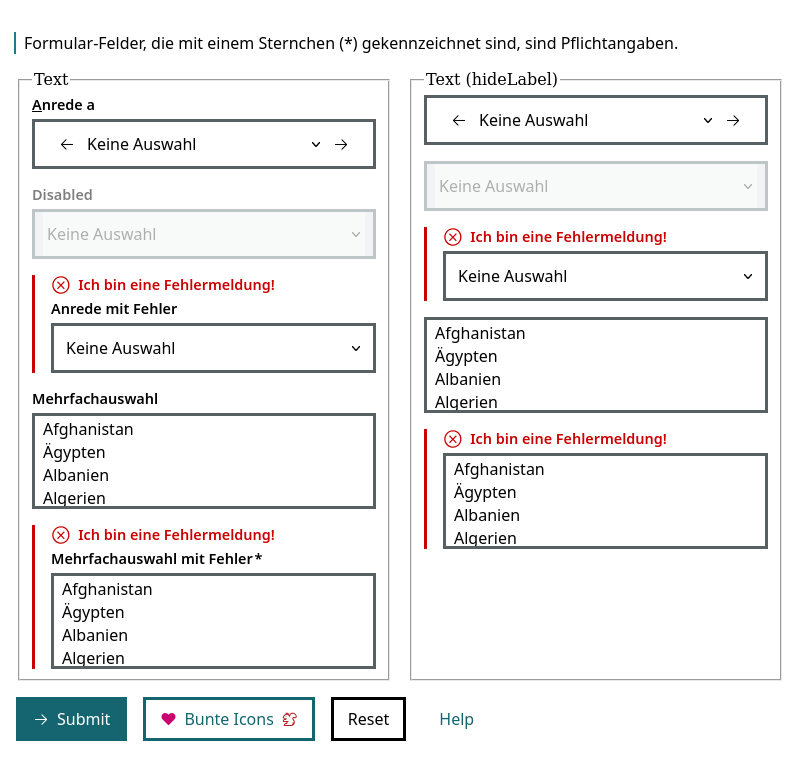 Formular-Felder, die mit einem Sternchen (*) gekennzeichnet sind, sind Pflichtangaben.
Text
Anrede a
Keine Auswahl
Disabled
Keine Auswahl
Ich bin eine Fehlermeldung!
Anrede mit Fehler
Keine Auswahl
Mehrfachauswahl
Afghanistan
Ägypten
Albanien
Algerien
Ich bin eine Fehlermeldung!
Mehrfachauswahl mit Fehler*
Afghanistan
Ägypten
Albanien
Algerien
Text (hideLabel)
Keine Auswahl
Keine Auswahl
Ich bin eine Fehlermeldung!
Keine Auswahl
Afghanistan
Ägypten
Albanien
Algerien
Ich bin eine Fehlermeldung!
Afghanistan
Ägypten
Albanien
Algerien
Submit
Bunte Icons
Reset
Help